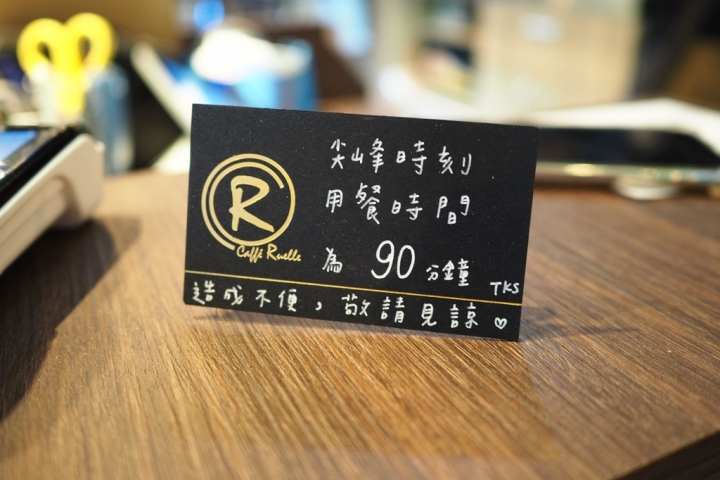 尖峰時刻
用餐時間
為 90 分鐘 TKS
造成不便，敬請見諒♡
R
Caffé Ruelle